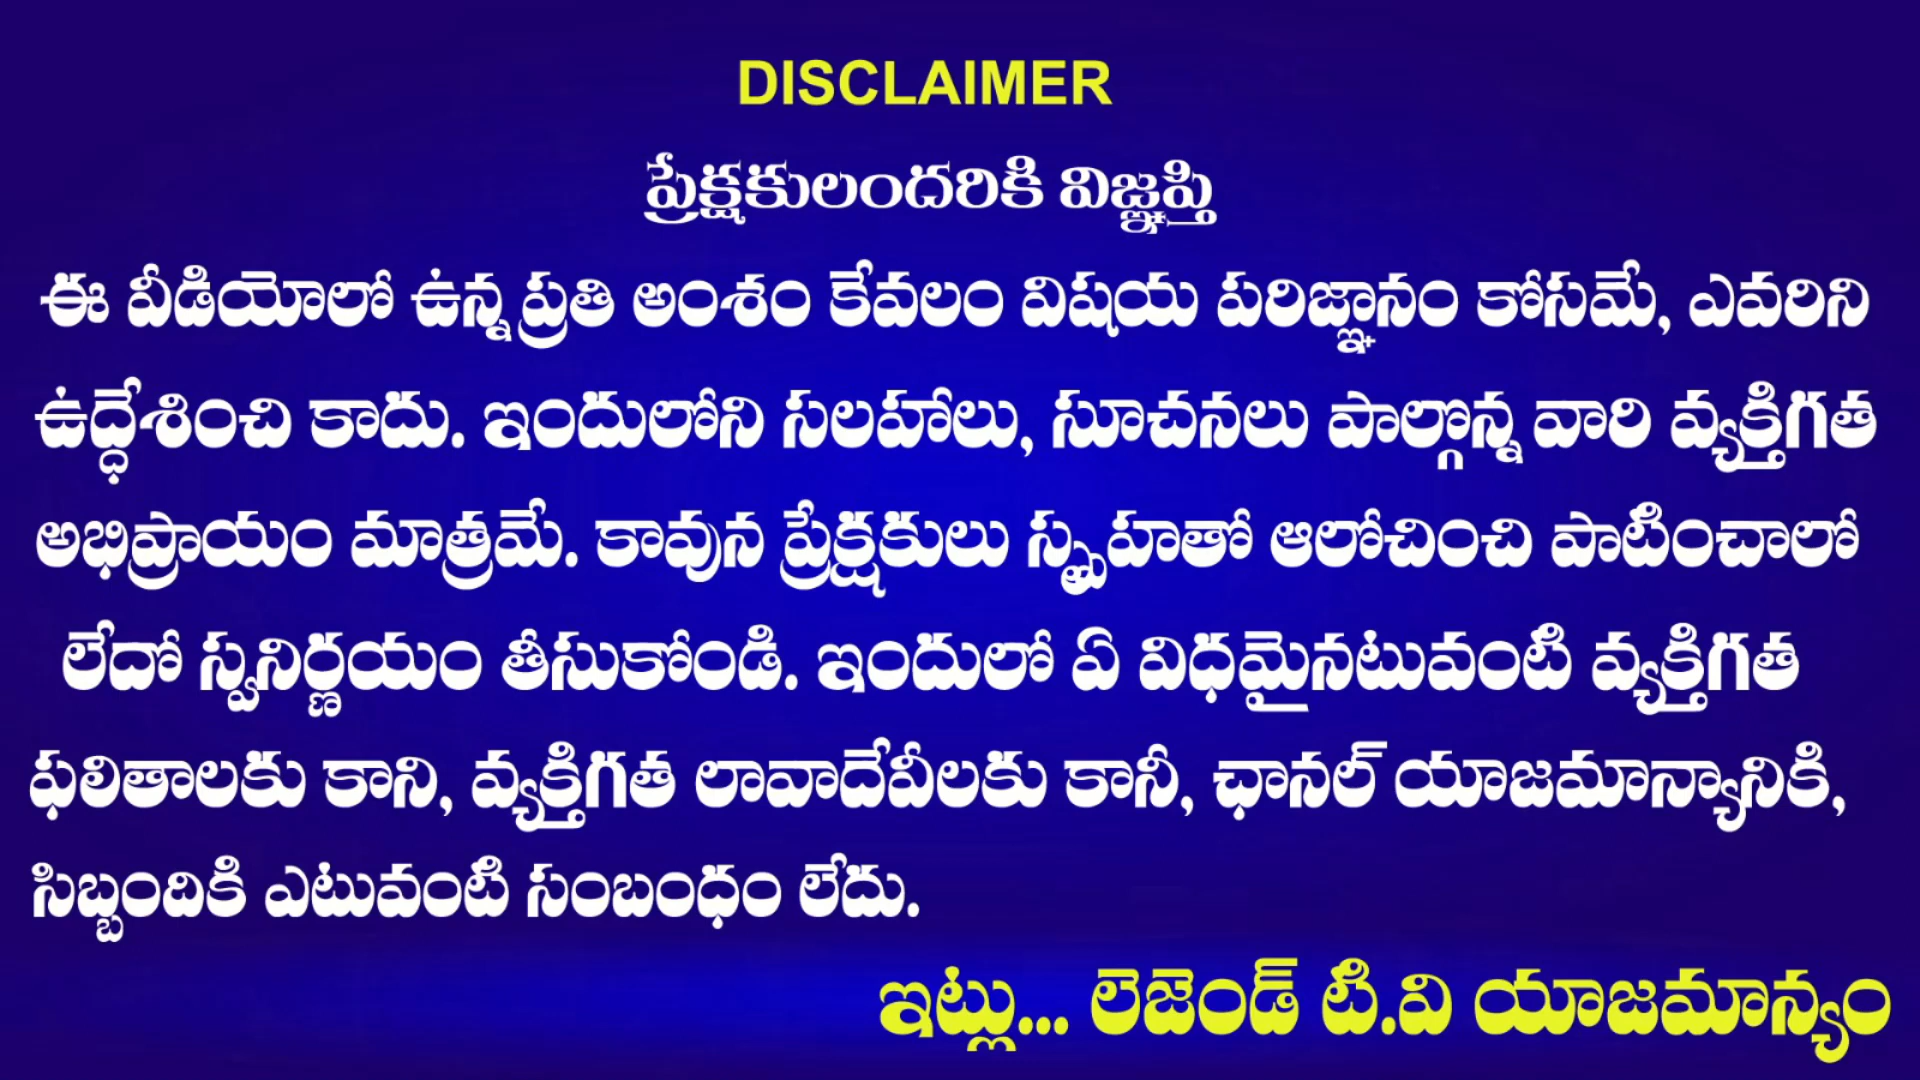 DISCLAIMER
ప్రేక్షకులందరికి విజ్ఞప్తి
ఈ వీడియోలో ఉన్న ప్రతి అంశం కేవలం విషయ పరిజ్ఞానం కోసమే, ఎవరిని
ఉద్ధేశించి కాదు. ఇందులోని సలహాలు, సూచనలు పాల్గొన్న వారి వ్యక్తిగత
అభిప్రాయం మాత్రమే. కావున ప్రేక్షకులు స్పృహతో ఆలోచించి పాటించాలో
లేదో స్వనిర్ణయం తీసుకోండి. ఇందులో ఏ విధమైనటువంటి వ్యక్తిగత
ఫలితాలకు కాని, వ్యక్తిగత లావాదేవీలకు కానీ, ఛానల్ యాజమాన్యానికి,
సిబ్బందికి ఎటువంటి సంబంధం లేదు.
ఇట్లు... లెజెండ్ టి.వి యాజమాన్యం